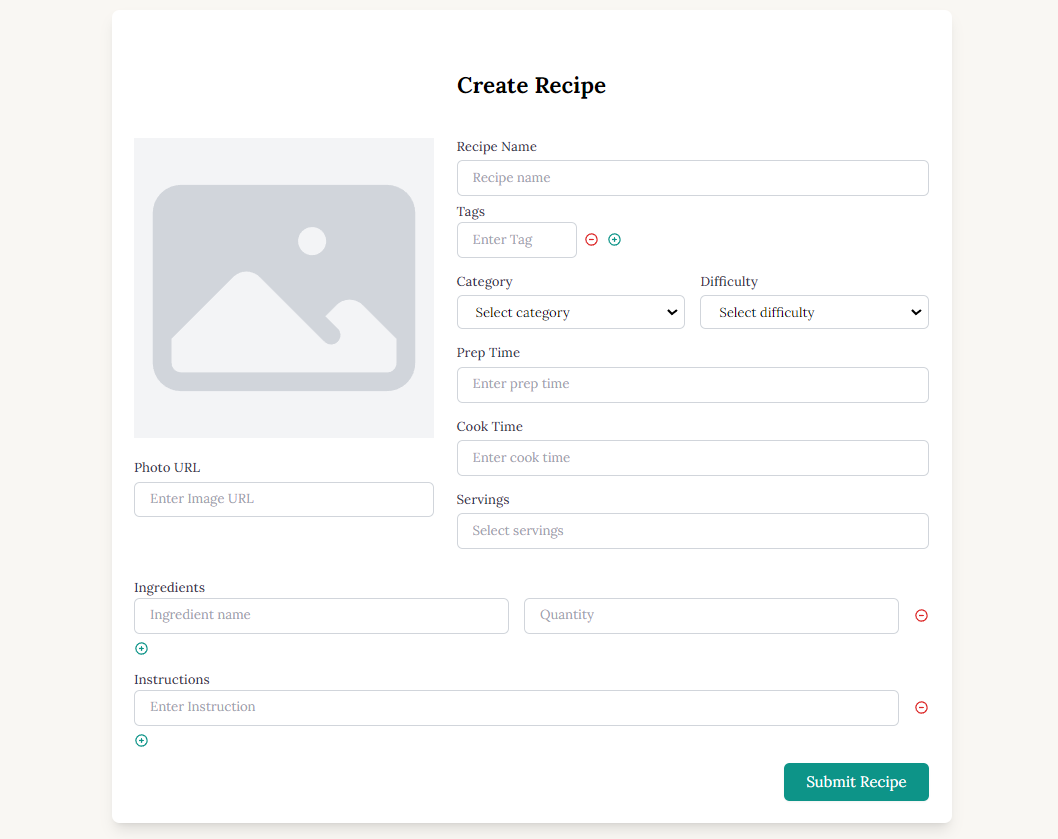 Create Recipe
Recipe Name
Recipe name
Tags
Enter Tag
Category
Difficulty
Select category
Select difficulty
Prep Time
Enter prep time
Cook Time
Enter cook time
Servings
Select servings
Photo URL
Enter Image URL
Ingredients
Ingredient name
Quantity
Instructions
Enter Instruction
Submit Recipe